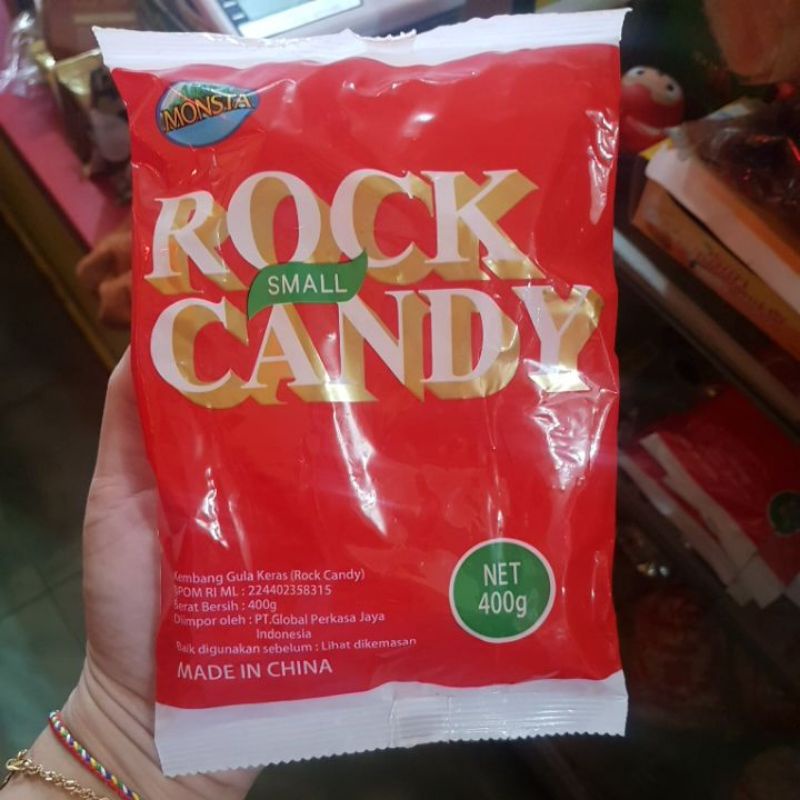 MONSTA
ROCK
SMALL
CANDY
Kembang Gula Keras (Rock Candy)
BPOM RI ML : 224402358315
Berat Bersih : 400g
Diimpor oleh : PT.Global Perkasa Jaya
Indonesia
Baik digunakan sebelum : Lihat dikemasan
MADE IN CHINA
NET
400g